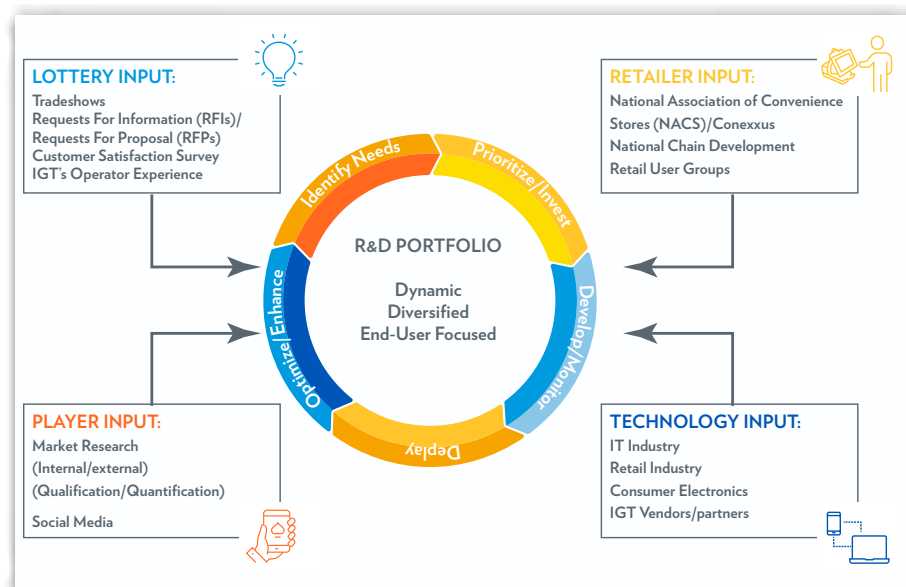 LOTTERY INPUT:
Tradeshows
Requests For Information (RFIs)/
Requests For Proposal (RFPs)
Customer Satisfaction Survey
IGT's Operator Experience
RETAILER INPUT:
National Association of Convenience
Stores (NACS)/Conexxus
National Chain Development
Retail User Groups
Identify Needs
Prioritize/Invest
Develop/Monitor
Deplay
Optimize/Enhance
R&D PORTFOLIO
Dynamic
Diversified
End-User Focused
PLAYER INPUT:
Market Research
(Internal/external)
(Qualification/Quantification)
Social Media
TECHNOLOGY INPUT:
IT Industry
Retail Industry
Consumer Electronics
IGT Vendors/partners